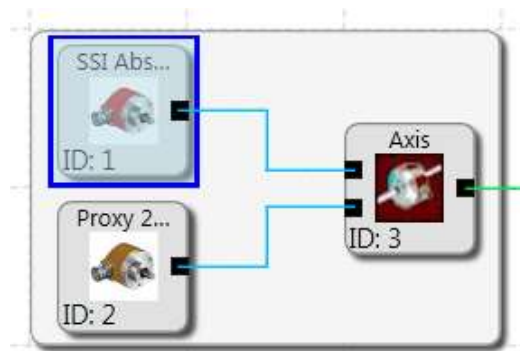 SSI Abs...
ID: 1
Proxy 2...
ID: 2
Axis
ID: 3